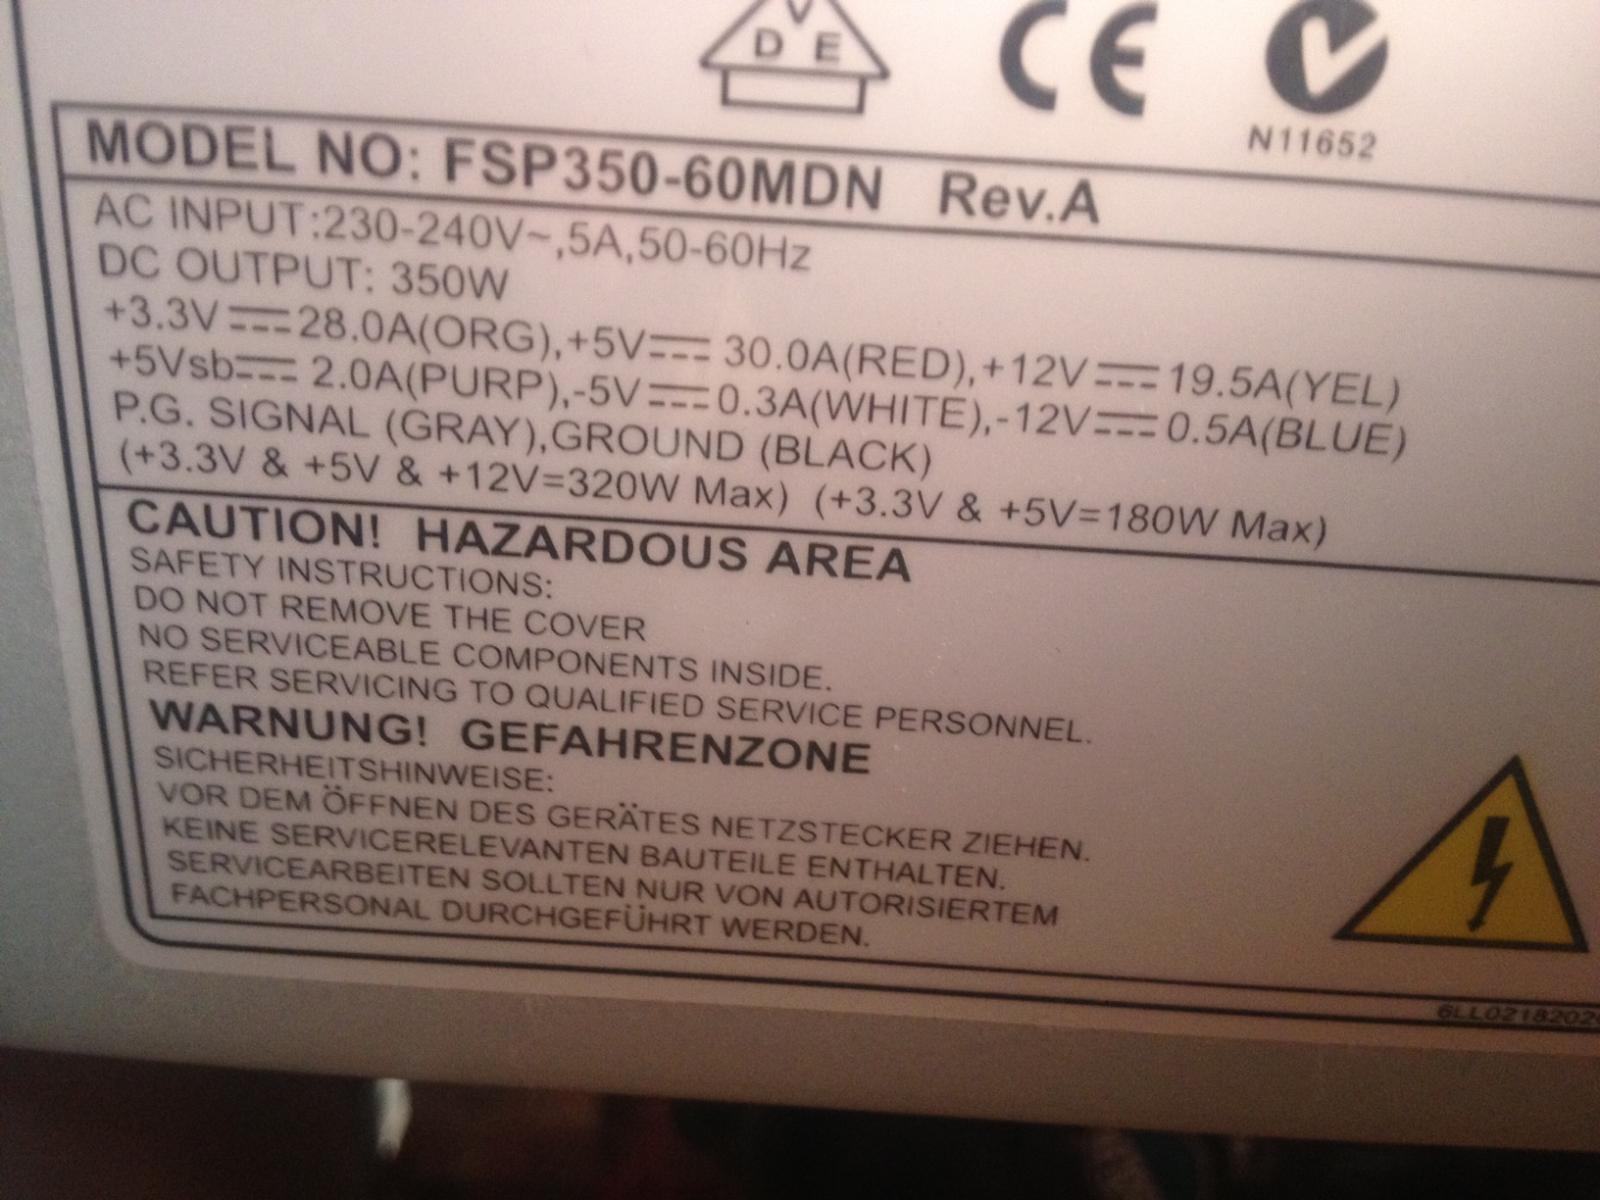 V
D E
CE
N11652
MODEL NO: FSP350-60MDN Rev.A
AC INPUT:230-240V~,5A,50-60Hz
DC OUTPUT: 350W
+3.3V⎓28.0A(ORG),+5V⎓30.0A(RED),+12V⎓19.5A(YEL)
+5Vsb⎓2.0A(PURP),-5V⎓0.3A(WHITE),-12V⎓0.5A(BLUE)
P.G. SIGNAL (GRAY),GROUND (BLACK)
(+3.3V & +5V & +12V=320W Max) (+3.3V & +5V=180W Max)
CAUTION! HAZARDOUS AREA
SAFETY INSTRUCTIONS:
DO NOT REMOVE THE COVER
NO SERVICEABLE COMPONENTS INSIDE.
REFER SERVICING TO QUALIFIED SERVICE PERSONNEL.
WARNUNG! GEFAHRENZONE
SICHERHEITSHINWEISE:
VOR DEM ÖFFNEN DES GERÄTES NETZSTECKER ZIEHEN.
KEINE SERVICERELEVANTEN BAUTEILE ENTHALTEN.
SERVICEARBEITEN SOLLTEN NUR VON AUTORISIERTEM
FACHPERSONAL DURCHGEFÜHRT WERDEN.